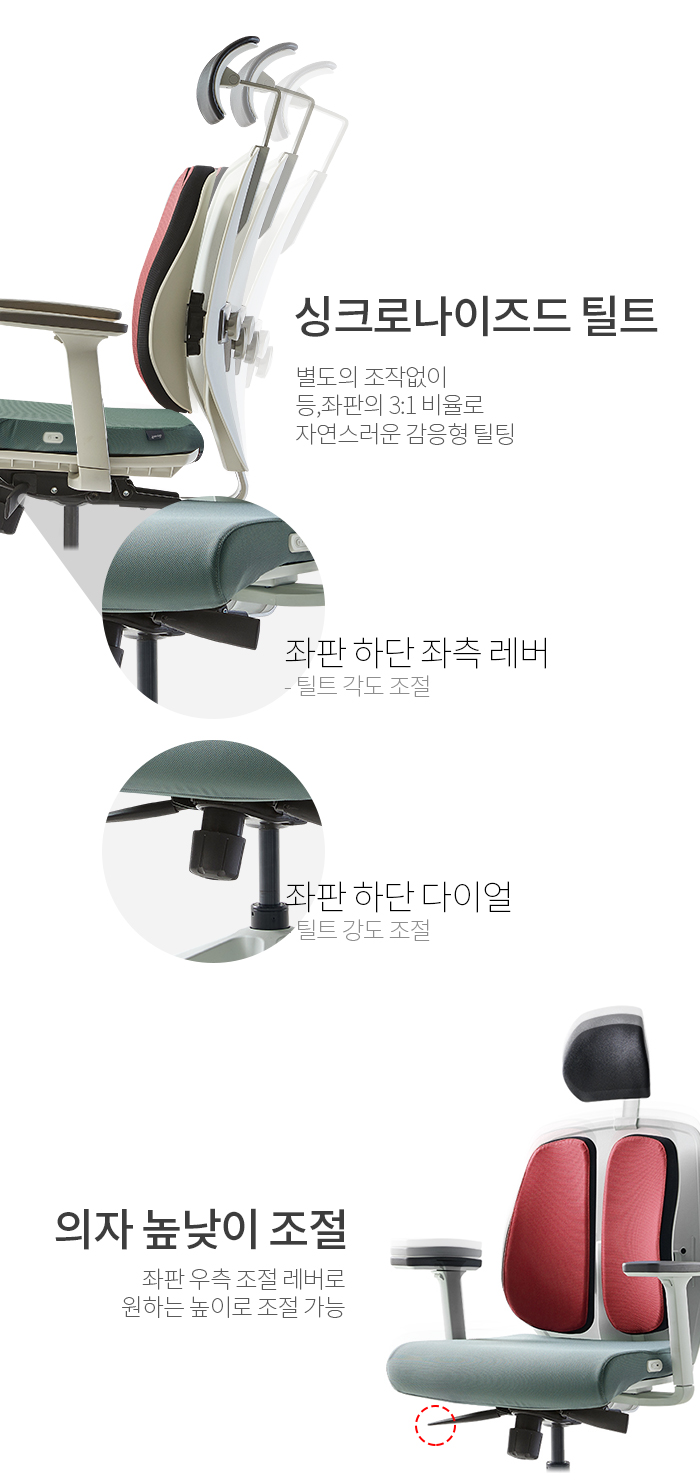 싱크로나이즈드 틸트
별도의 조작없이
등,좌판의 3:1 비율로
자연스러운 감응형 틸팅
좌판 하단 좌측 레버
- 틸트 각도 조절
좌판 하단 다이얼
- 틸트 강도 조절
의자 높낮이 조절
좌판 우측 조절 레버로
원하는 높이로 조절 가능